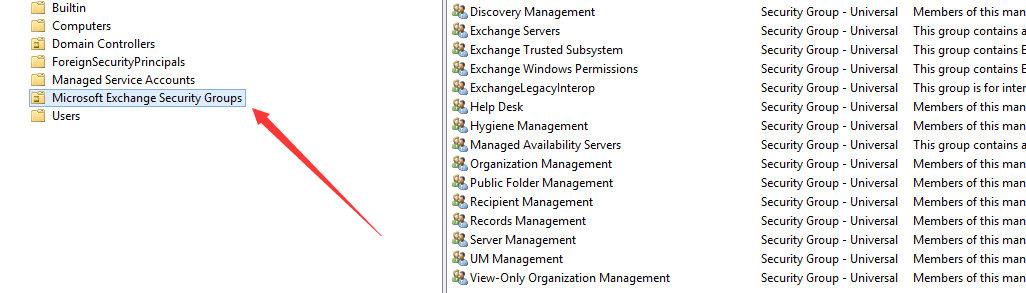 Builtin
Computers
Domain Controllers
ForeignSecurityPrincipals
Managed Service Accounts
Microsoft Exchange Security Groups
Users
Discovery Management Security Group - Universal Members of this man
Exchange Servers Security Group - Universal This group contains a
Exchange Trusted Subsystem Security Group - Universal This group contains E
Exchange Windows Permissions Security Group - Universal This group contains E
ExchangeLegacyInterop Security Group - Universal This group is for inter
Help Desk Security Group - Universal Members of this man
Hygiene Management Security Group - Universal Members of this man
Managed Availability Servers Security Group - Universal This group contains a
Organization Management Security Group - Universal Members of this man
Public Folder Management Security Group - Universal Members of this man
Recipient Management Security Group - Universal Members of this man
Records Management Security Group - Universal Members of this man
Server Management Security Group - Universal Members of this man
UM Management Security Group - Universal Members of this man
View-Only Organization Management Security Group - Universal Members of this man